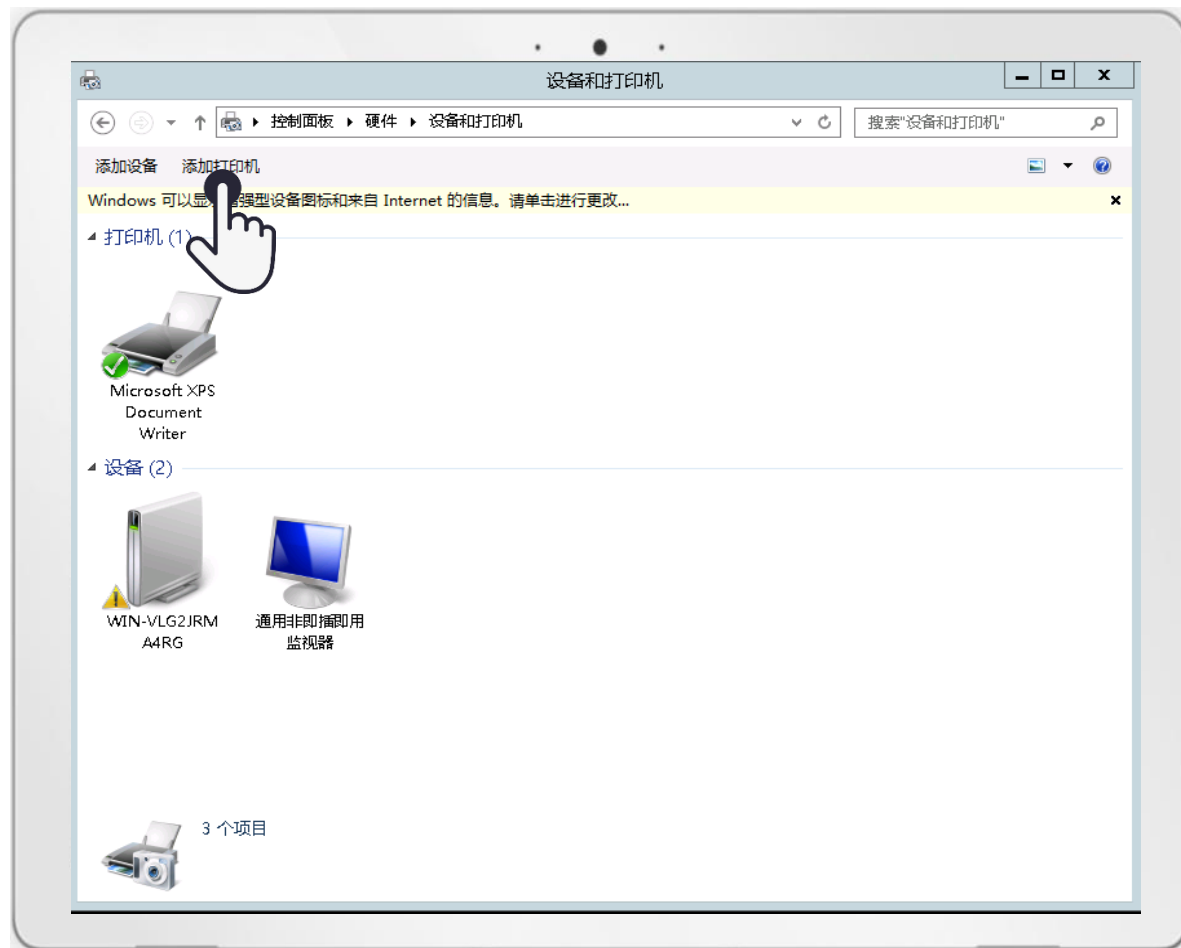 设备和打印机
控制面板 硬件 设备和打印机
搜索"设备和打印机"
添加设备 添加打印机
Windows 可以显 强型设备图标和来自 Internet 的信息。请单击进行更改...
打印机 (1)
Microsoft XPS
Document
Writer
设备 (2)
WIN-VLG2JRM
A4RG
通用非即插即用
监视器
3 个项目